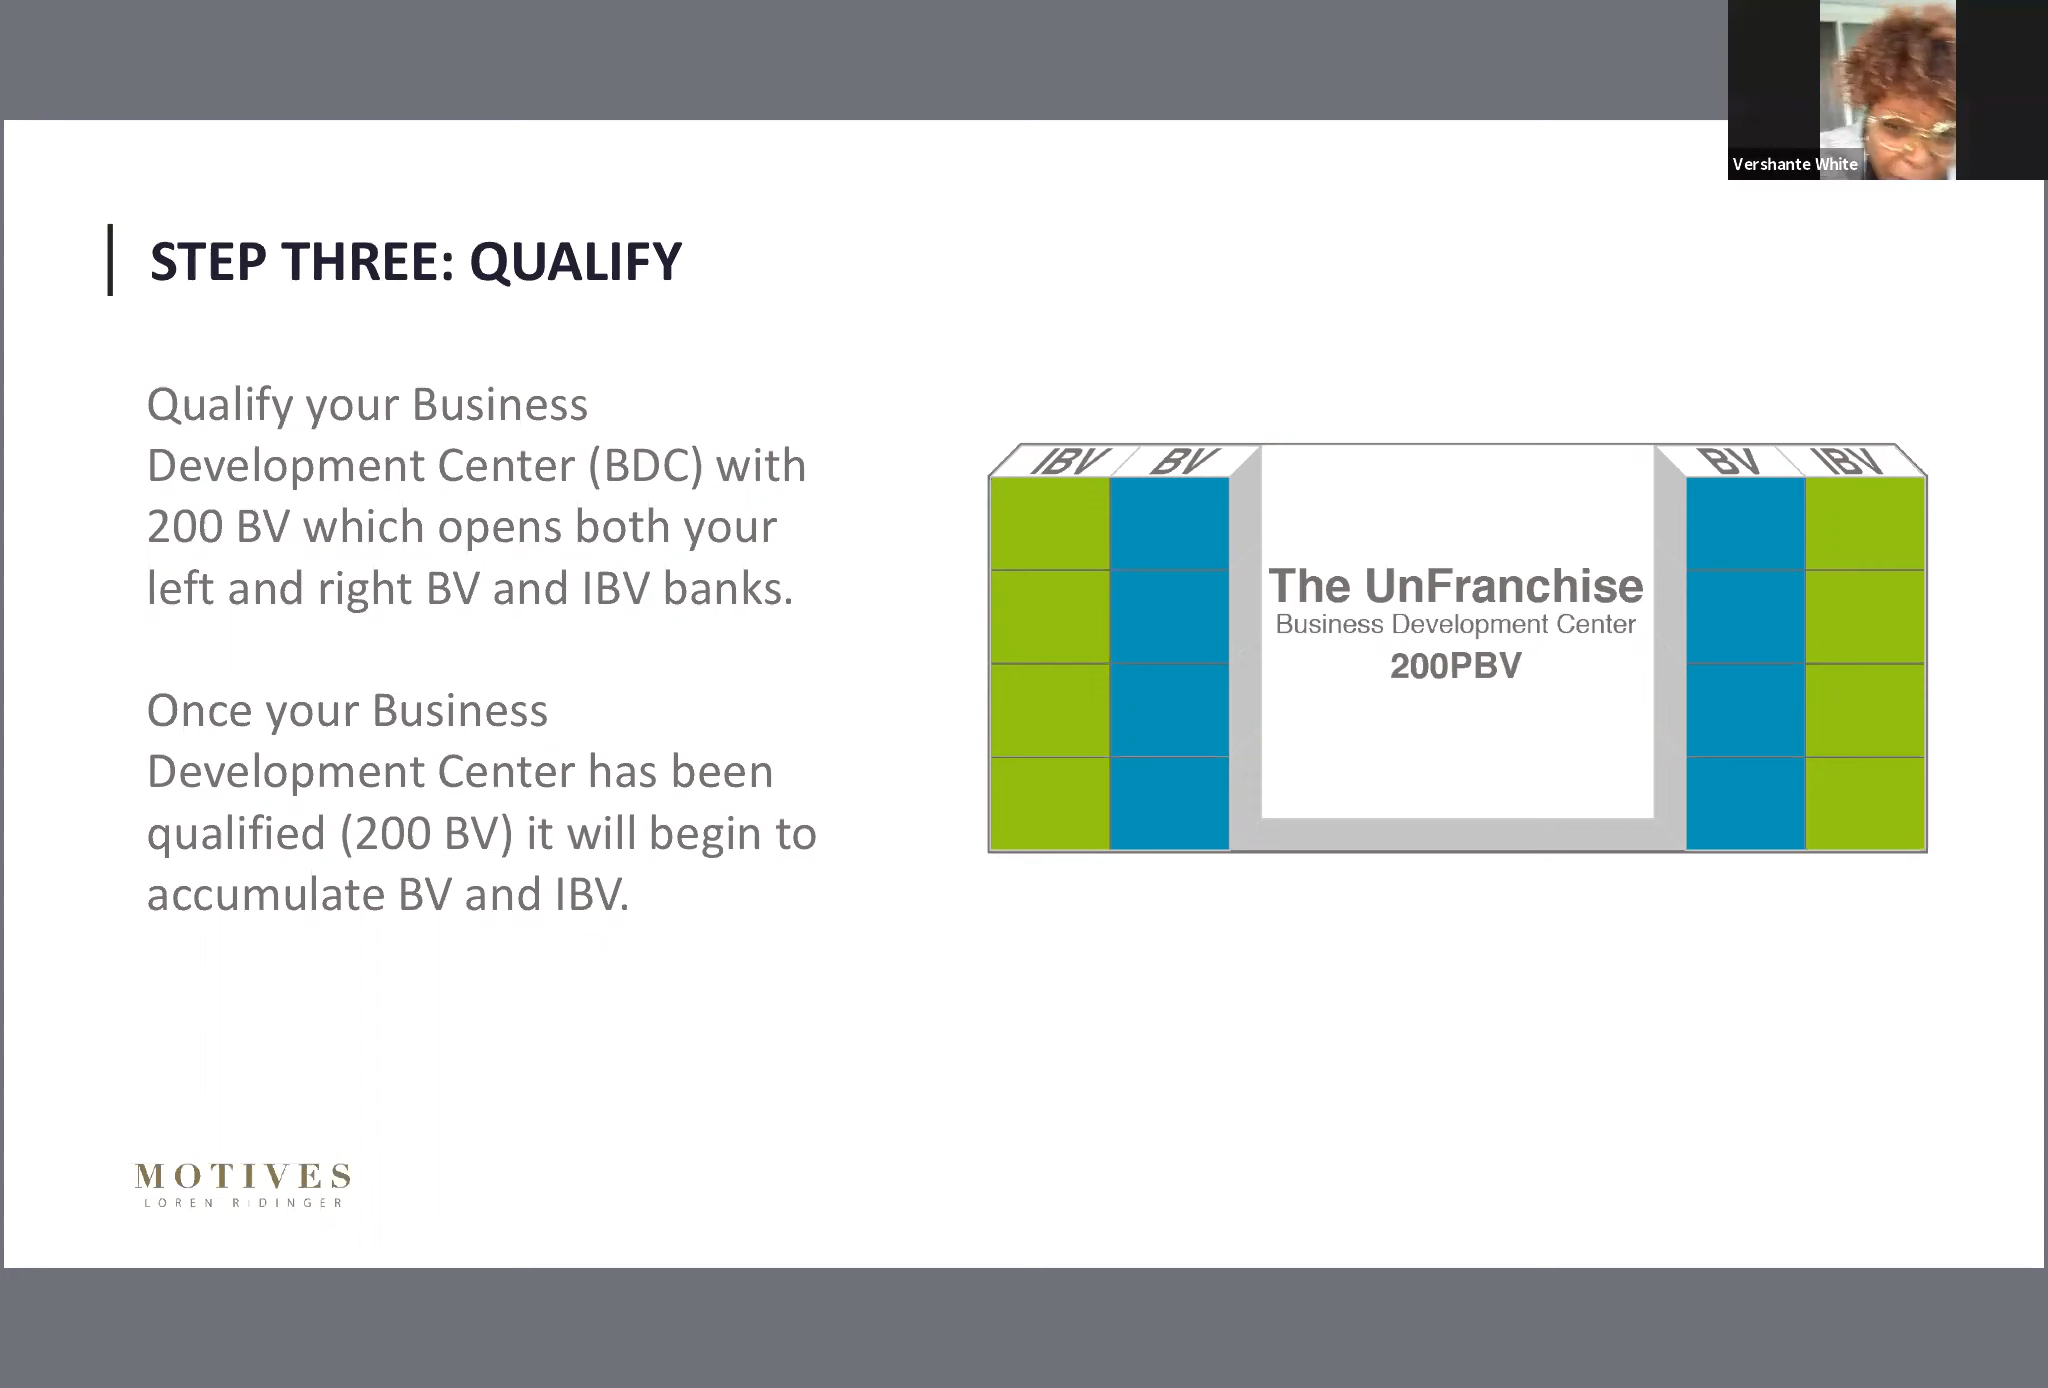 Vershante White
STEP THREE: QUALIFY
Qualify your Business
Development Center (BDC) with
200 BV which opens both your
left and right BV and IBV banks.
Once your Business
Development Center has been
qualified (200 BV) it will begin to
accumulate BV and IBV.
IBV BV BV IBV
The UnFranchise
Business Development Center
200PBV
MOTIVES
LOREN RIDINGER